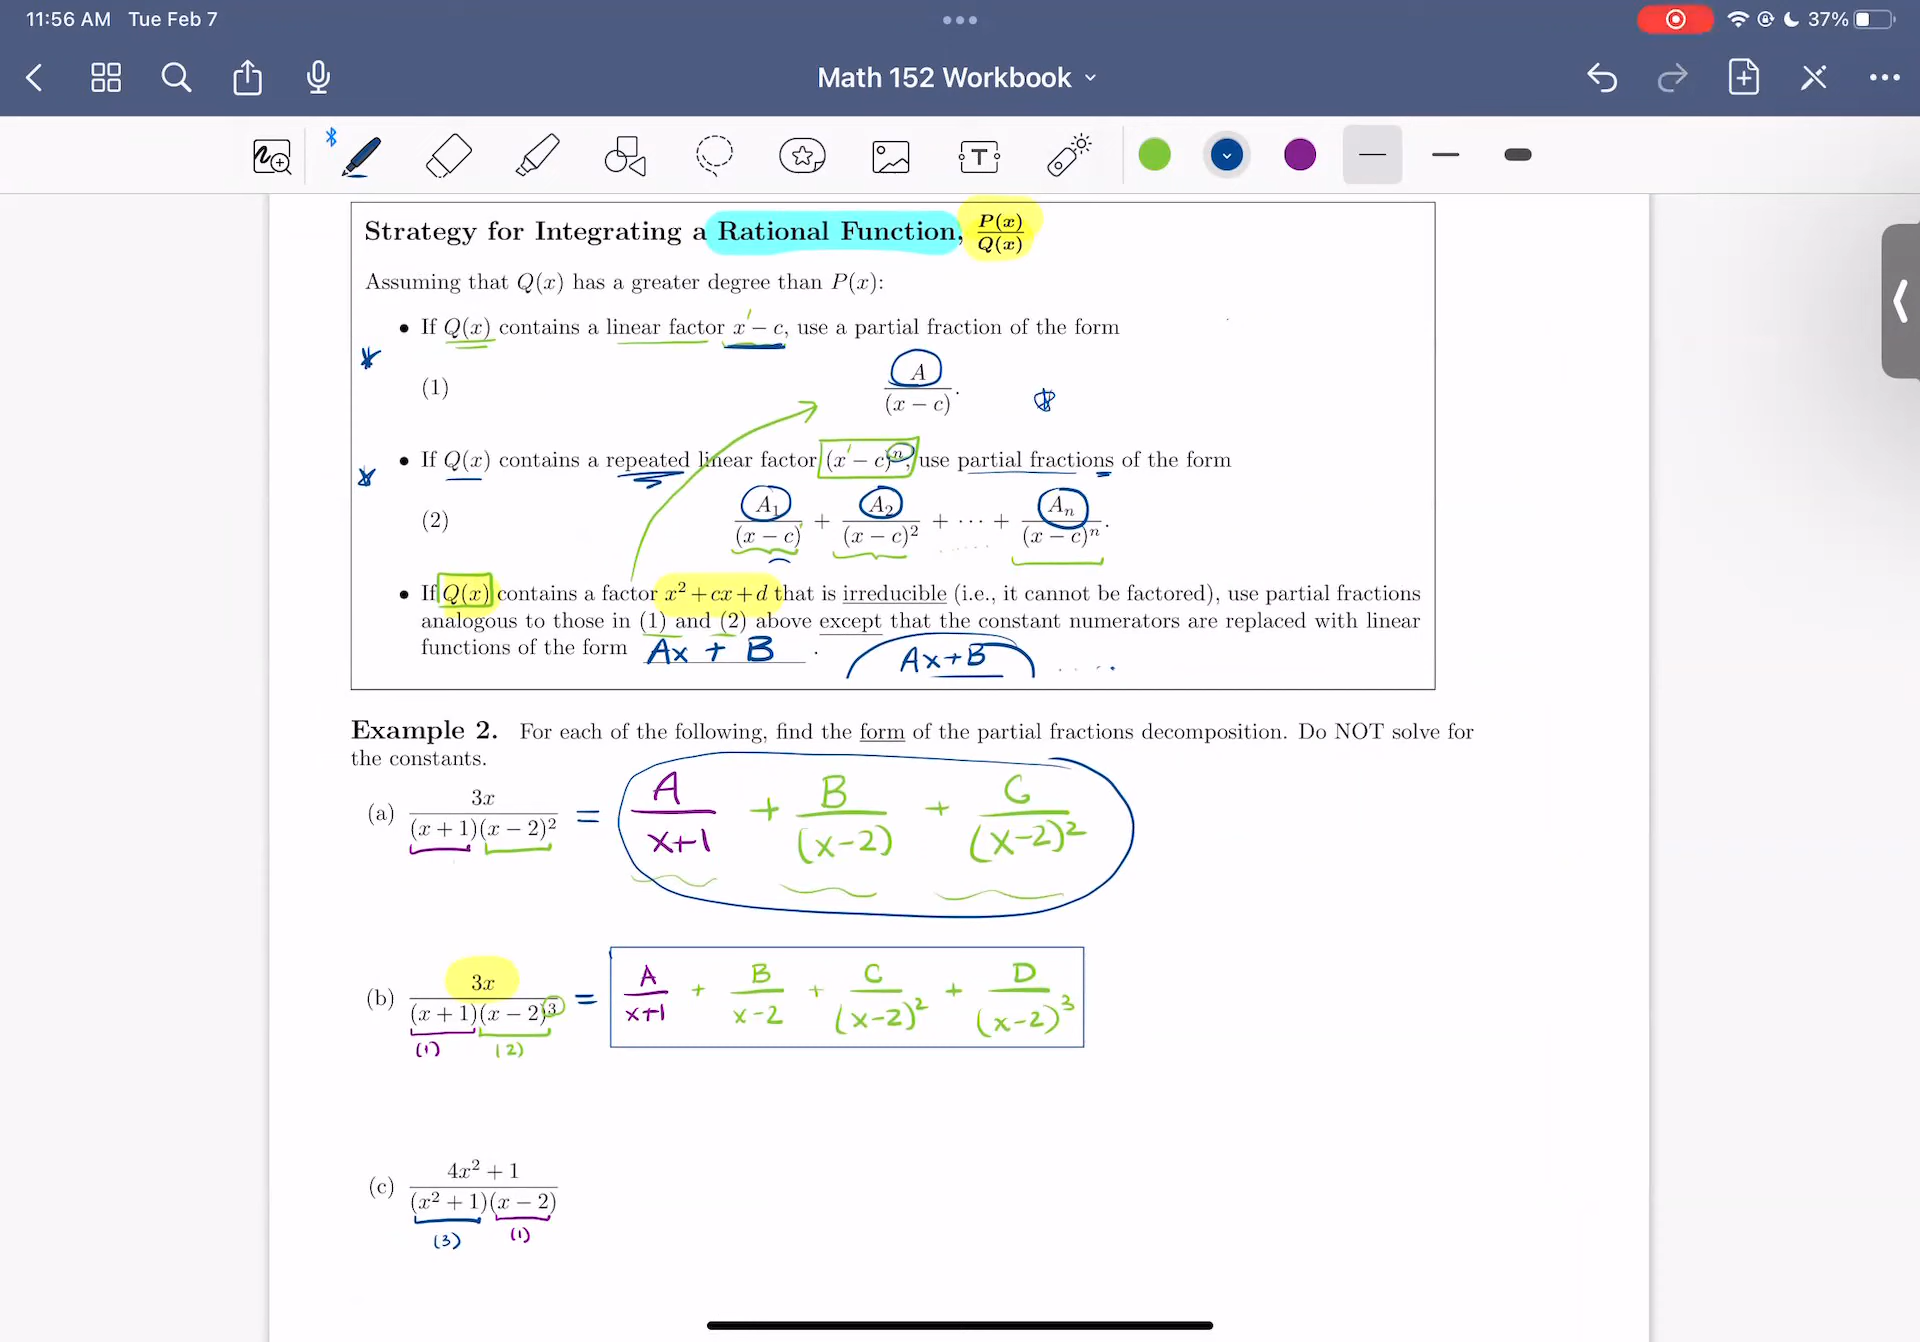 11:56 AM Tue Feb 7
37%
Math 152 Workbook
Strategy for Integrating a Rational Function, P(x)/Q(x)
Assuming that Q(x) has a greater degree than P(x):
• If Q(x) contains a linear factor x − c, use a partial fraction of the form
(1) A/(x − c).
• If Q(x) contains a repeated linear factor (x − c)ⁿ, use partial fractions of the form
(2) A₁/(x − c) + A₂/(x − c)² + ··· + Aₙ/(x − c)ⁿ.
• If Q(x) contains a factor x² + cx + d that is irreducible (i.e., it cannot be factored), use partial fractions
analogous to those in (1) and (2) above except that the constant numerators are replaced with linear
functions of the form Ax + B . Ax+B ....
Example 2. For each of the following, find the form of the partial fractions decomposition. Do NOT solve for
the constants.
(a) 3x/((x + 1)(x − 2)²) = A/(x+1) + B/(x-2) + C/(x-2)²
(b) 3x/((x + 1)(x − 2)³) = A/(x+1) + B/(x-2) + C/(x-2)² + D/(x-2)³
(1) (2)
(c) (4x² + 1)/((x² + 1)(x − 2))
(3) (1)